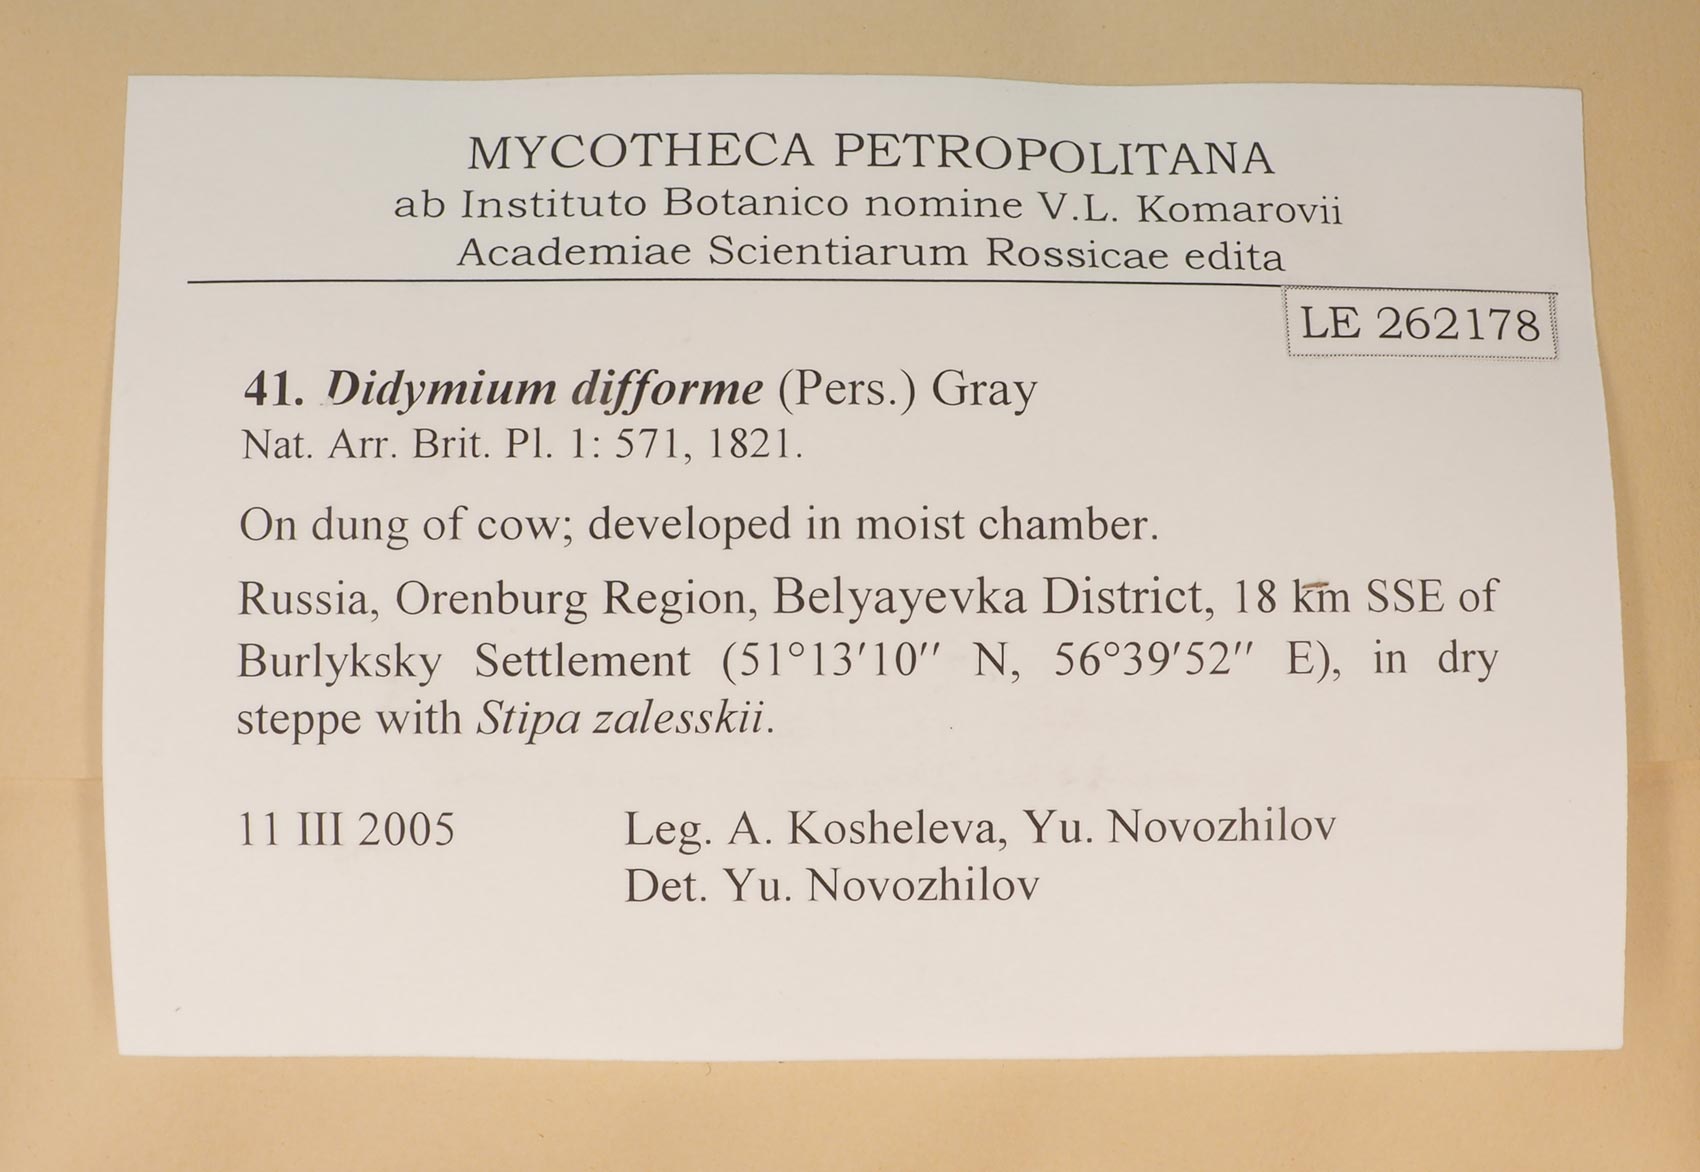 MYCOTHECA PETROPOLITANA
ab Instituto Botanico nomine V.L. Komarovii
Academiae Scientiarum Rossicae edita
LE 262178
41. Didymium difforme (Pers.) Gray
Nat. Arr. Brit. Pl. 1: 571, 1821.
On dung of cow; developed in moist chamber.
Russia, Orenburg Region, Belyayevka District, 18 km SSE of
Burlyksky Settlement (51°13′10″ N, 56°39′52″ E), in dry
steppe with Stipa zalesskii.
11 III 2005 Leg. A. Kosheleva, Yu. Novozhilov
Det. Yu. Novozhilov